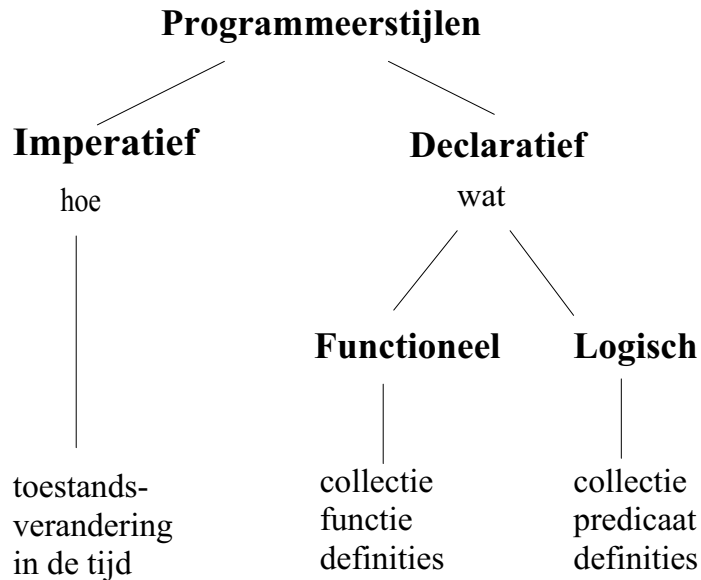 Programmeerstijlen
Imperatief
hoe
toestands-
verandering
in de tijd
Declaratief
wat
Functioneel
collectie
functie
definities
Logisch
collectie
predicaat
definities